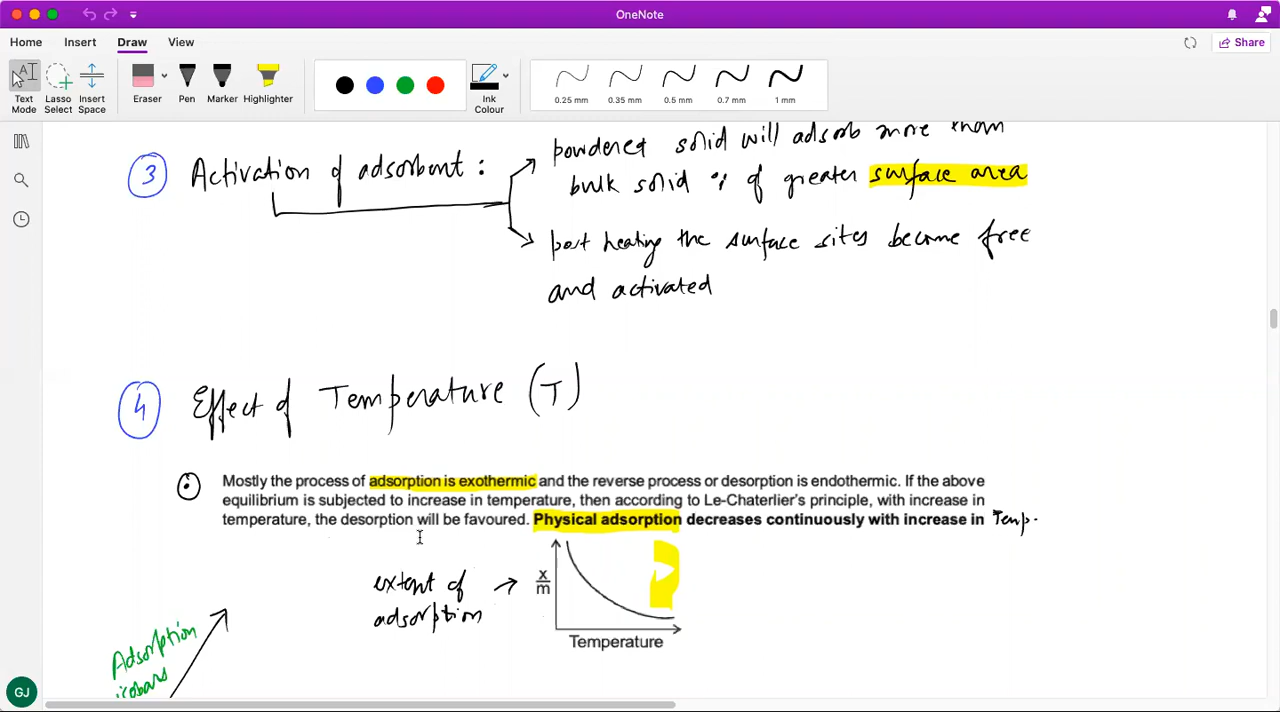 OneNote
Home Insert Draw View
Share
Text Mode
Lasso Select
Insert Space
Eraser
Pen
Marker
Highlighter
Ink Colour
0.25 mm 0.35 mm 0.5 mm 0.7 mm 1 mm
powdered solid will adsorb more than
3 Activation of adsorbent :
bulk solid of greater surface area
post heating the surface sites become free
and activated
4 Effect of Temperature (T)
Mostly the process of adsorption is exothermic and the reverse process or desorption is endothermic. If the above
equilibrium is subjected to increase in temperature, then according to Le-Chaterlier's principle, with increase in
temperature, the desorption will be favoured. Physical adsorption decreases continuously with increase in Temp.
extent of
adsorption
x
m
Temperature
Adsorption
isobars
GJ